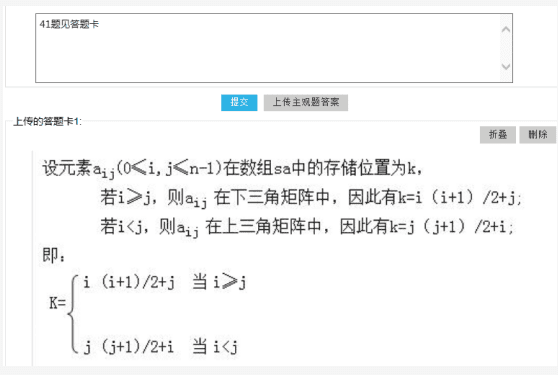 41题见答题卡
提交 上传主观题答案
上传的答题卡1:
折叠 删除
设元素aij(0≤i,j≤n-1)在数组sa中的存储位置为k,
若i≥j, 则aij 在下三角矩阵中, 因此有k=i (i+1) /2+j;
若i<j, 则aij 在上三角矩阵中, 因此有k=j (j+1) /2+i;
即:
i (i+1)/2+j 当 i≥j
K=
j (j+1)/2+i 当 i<j